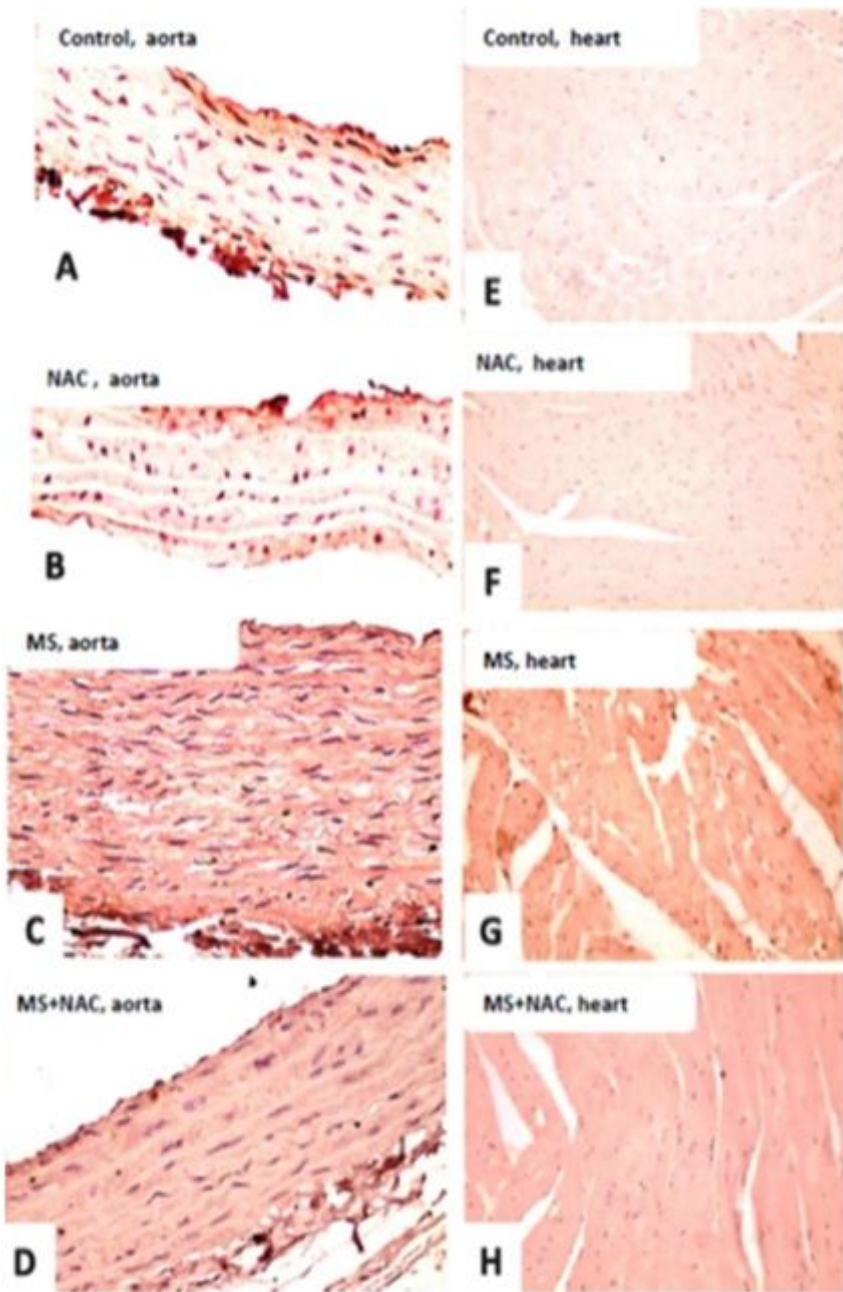 Control, aorta
A
Control, heart
E
NAC , aorta
B
NAC, heart
F
MS, aorta
C
MS, heart
G
MS+NAC, aorta
D
MS+NAC, heart
H